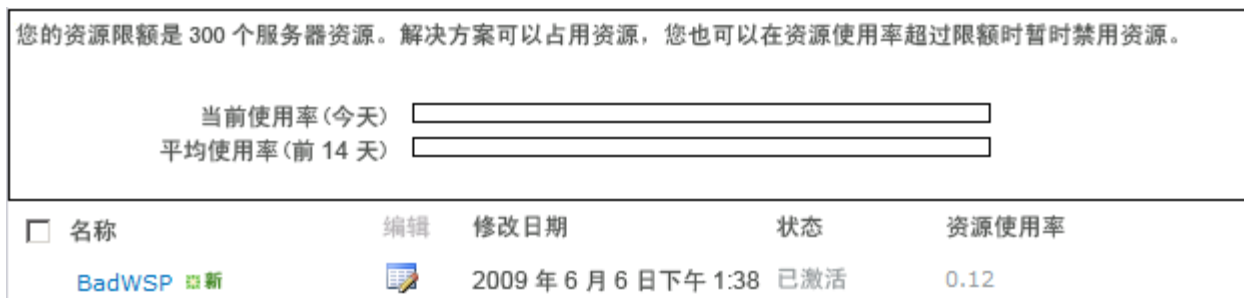 您的资源限额是 300 个服务器资源。解决方案可以占用资源，您也可以在资源使用率超过限额时暂时禁用资源。
当前使用率(今天)
平均使用率(前 14 天)
名称 编辑 修改日期 状态 资源使用率
BadWSP 新 2009 年 6 月 6 日下午 1:38 已激活 0.12